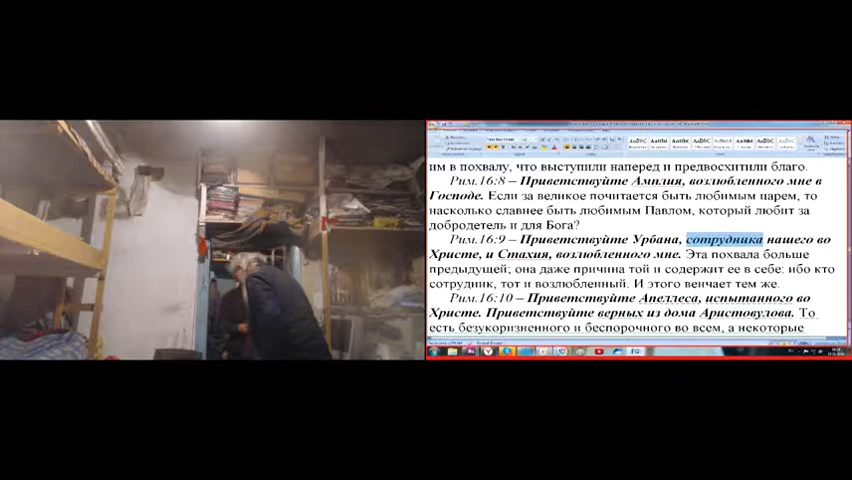 им в похвалу, что выступили наперед и предвосхитили благо.
Рим.16:8 – Приветствуйте Амплия, возлюбленного мне в
Господе. Если за великое почитается быть любимым царем, то
насколько славнее быть любимым Павлом, который любит за
добродетель и для Бога?
Рим.16:9 – Приветствуйте Урбана, сотрудника нашего во
Христе, и Стахия, возлюбленного мне. Эта похвала больше
предыдущей; она даже причина той и содержит ее в себе: ибо кто
сотрудник, тот и возлюбленный. И этого венчает тем же.
Рим.16:10 – Приветствуйте Апеллеса, испытанного во
Христе. Приветствуйте верных из дома Аристовулова. То
есть безукоризненного и беспорочного во всем, а некоторые